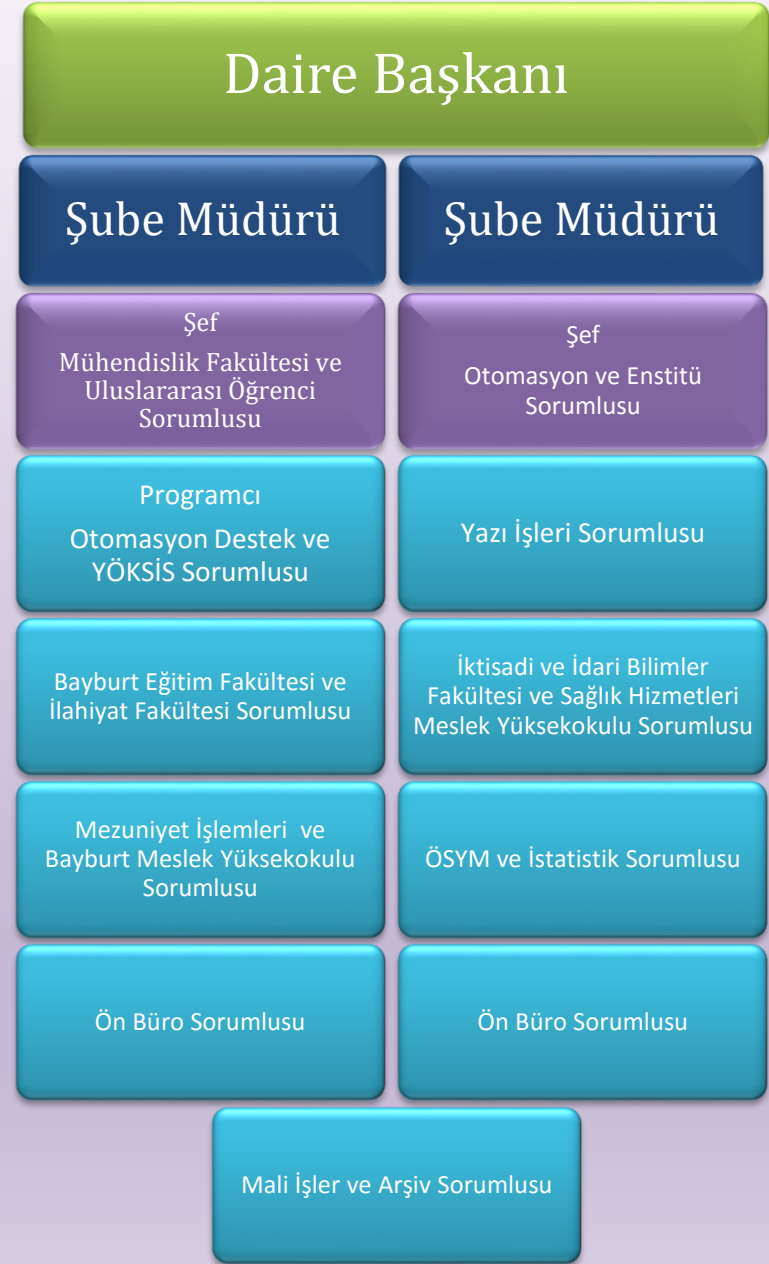 Daire Başkanı
Şube Müdürü
Şube Müdürü
Şef
Mühendislik Fakültesi ve
Uluslararası Öğrenci
Sorumlusu
Şef
Otomasyon ve Enstitü
Sorumlusu
Programcı
Otomasyon Destek ve
YÖKSİS Sorumlusu
Yazı İşleri Sorumlusu
Bayburt Eğitim Fakültesi ve
İlahiyat Fakültesi Sorumlusu
İktisadi ve İdari Bilimler
Fakültesi ve Sağlık Hizmetleri
Meslek Yüksekokulu Sorumlusu
Mezuniyet İşlemleri ve
Bayburt Meslek Yüksekokulu
Sorumlusu
ÖSYM ve İstatistik Sorumlusu
Ön Büro Sorumlusu
Ön Büro Sorumlusu
Mali İşler ve Arşiv Sorumlusu